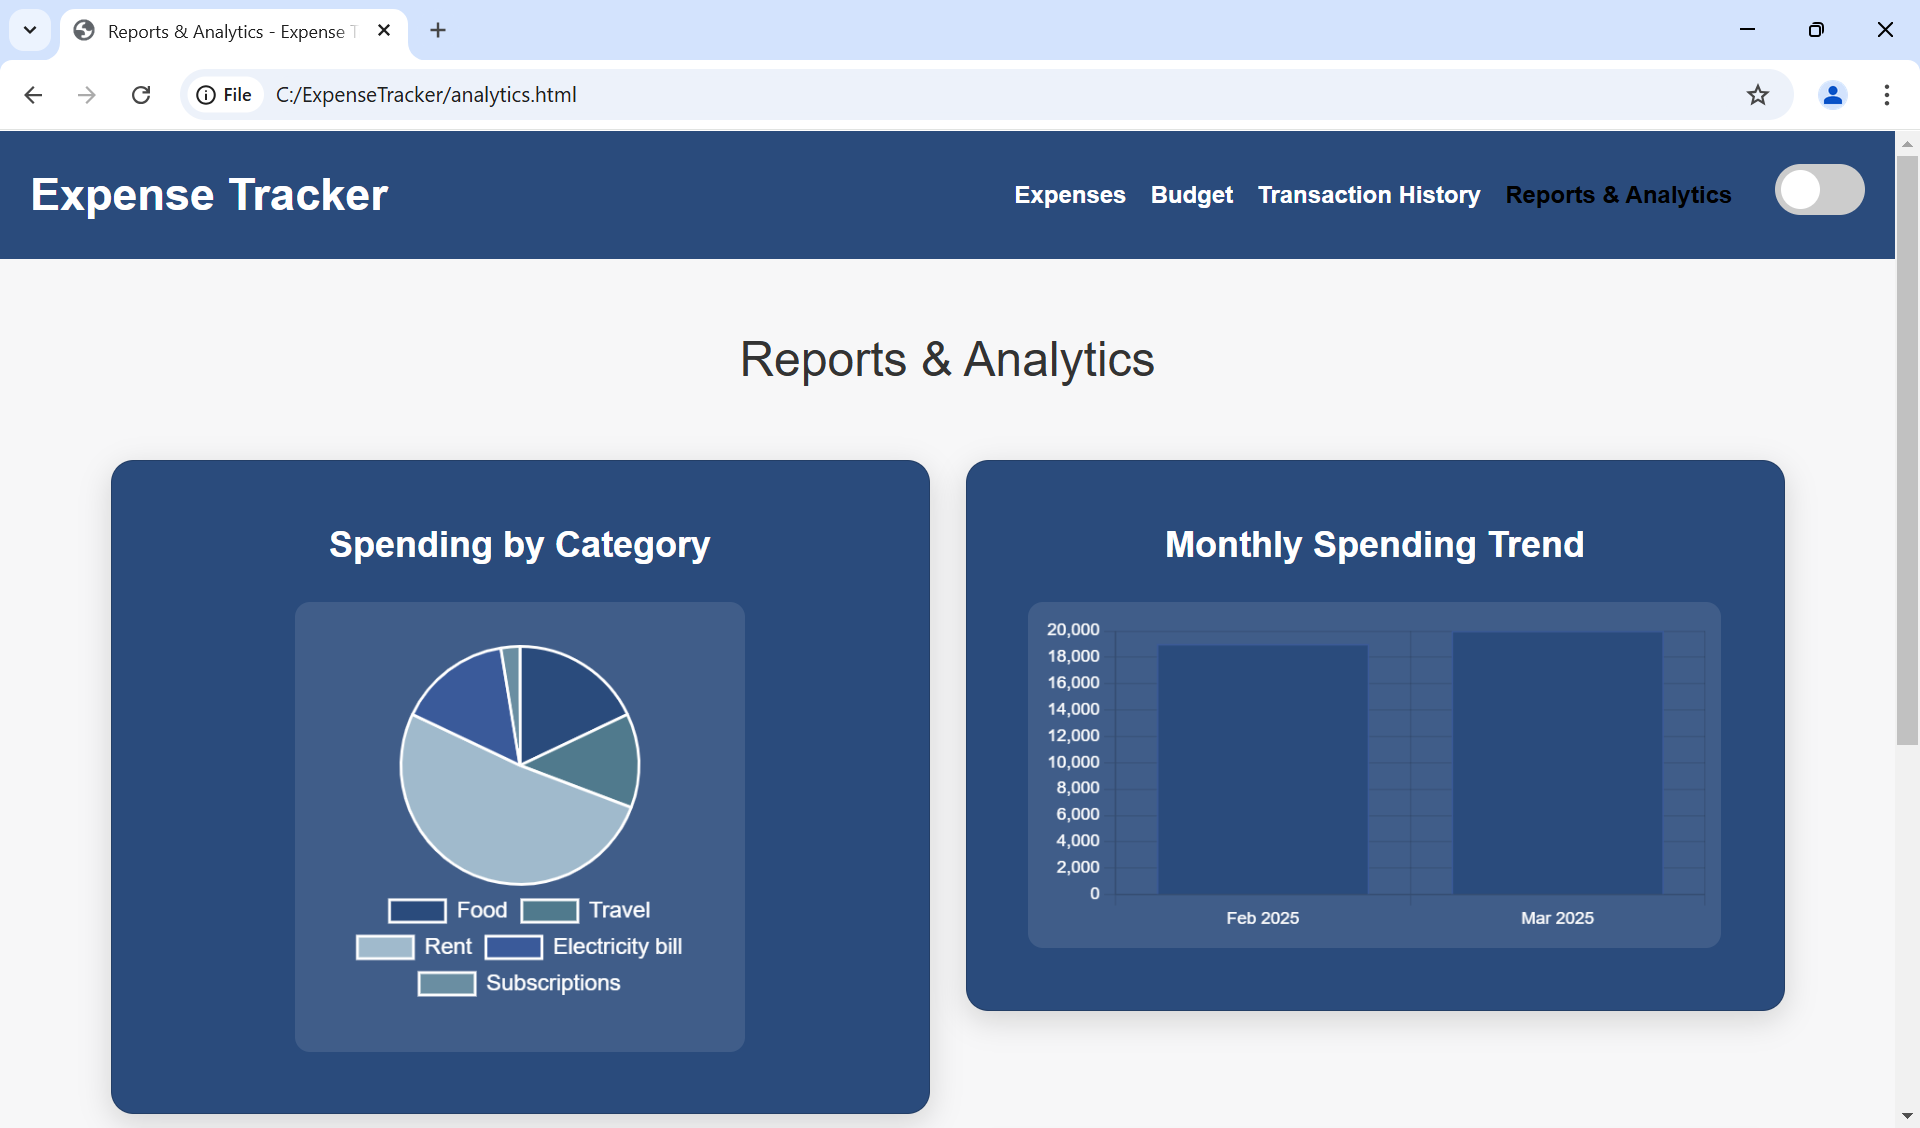 Reports & Analytics - Expense T
File
C:/ExpenseTracker/analytics.html
Expense Tracker
Expenses Budget Transaction History Reports & Analytics
Reports & Analytics
Spending by Category
Food Travel
Rent Electricity bill
Subscriptions
Monthly Spending Trend
20,000
18,000
16,000
14,000
12,000
10,000
8,000
6,000
4,000
2,000
0
Feb 2025 Mar 2025